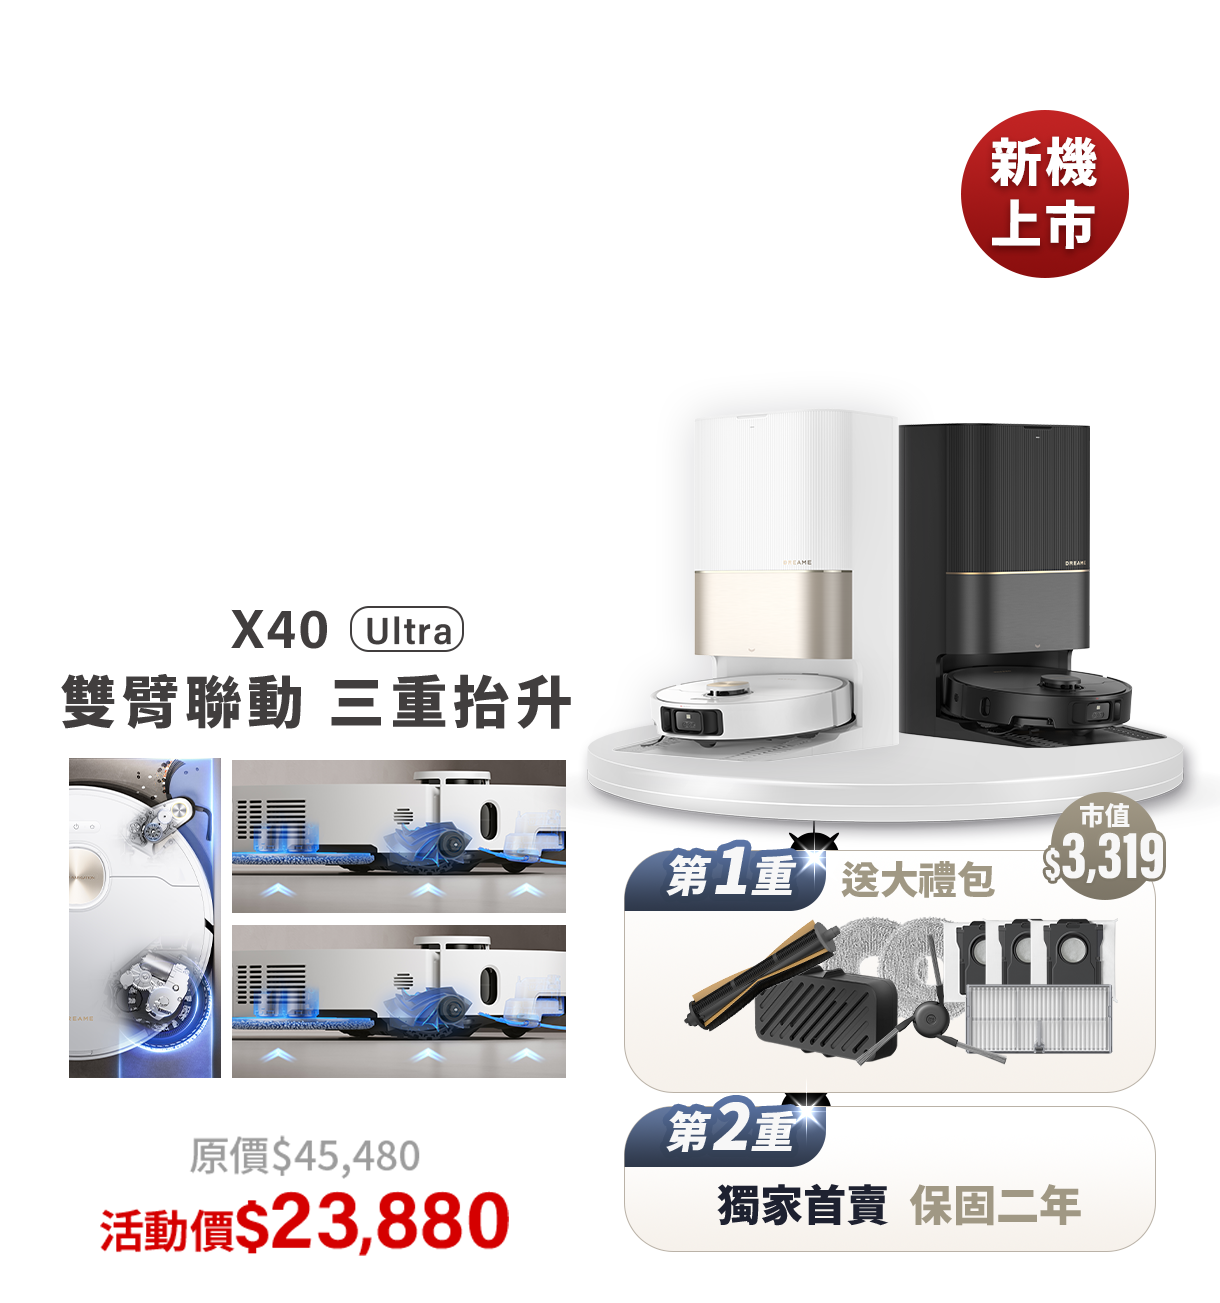 新機
上市
DREAME
DREAME
X40 Ultra
雙臂聯動 三重抬升
市值
$3,319
第1重 送大禮包
第2重
獨家首賣 保固二年
原價$45,480
活動價$23,880